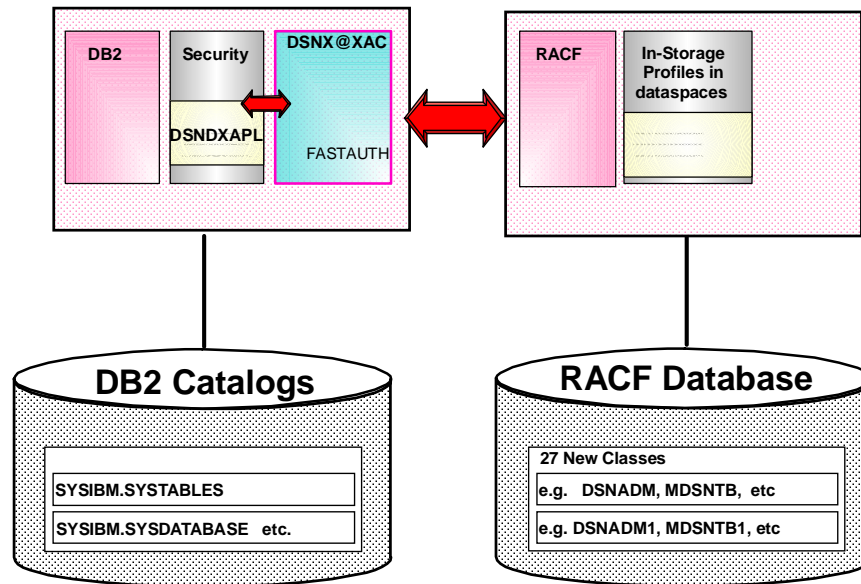 DB2
Security
DSNX@XAC
DSNDXAPL
FASTAUTH
RACF
In-Storage
Profiles in
dataspaces
DB2 Catalogs
SYSIBM.SYSTABLES
SYSIBM.SYSDATABASE etc.
RACF Database
27 New Classes
e.g. DSNADM, MDSNTB, etc
e.g. DSNADM1, MDSNTB1, etc